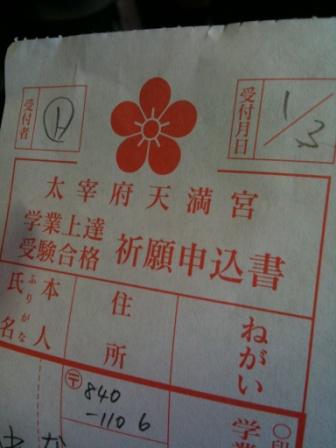 受付者
H
受付月日
1/3
太宰府天満宮
学業上達
受験合格
祈願申込書
ねがい
住所
本人
氏名
ふりがな
〒840
-1106